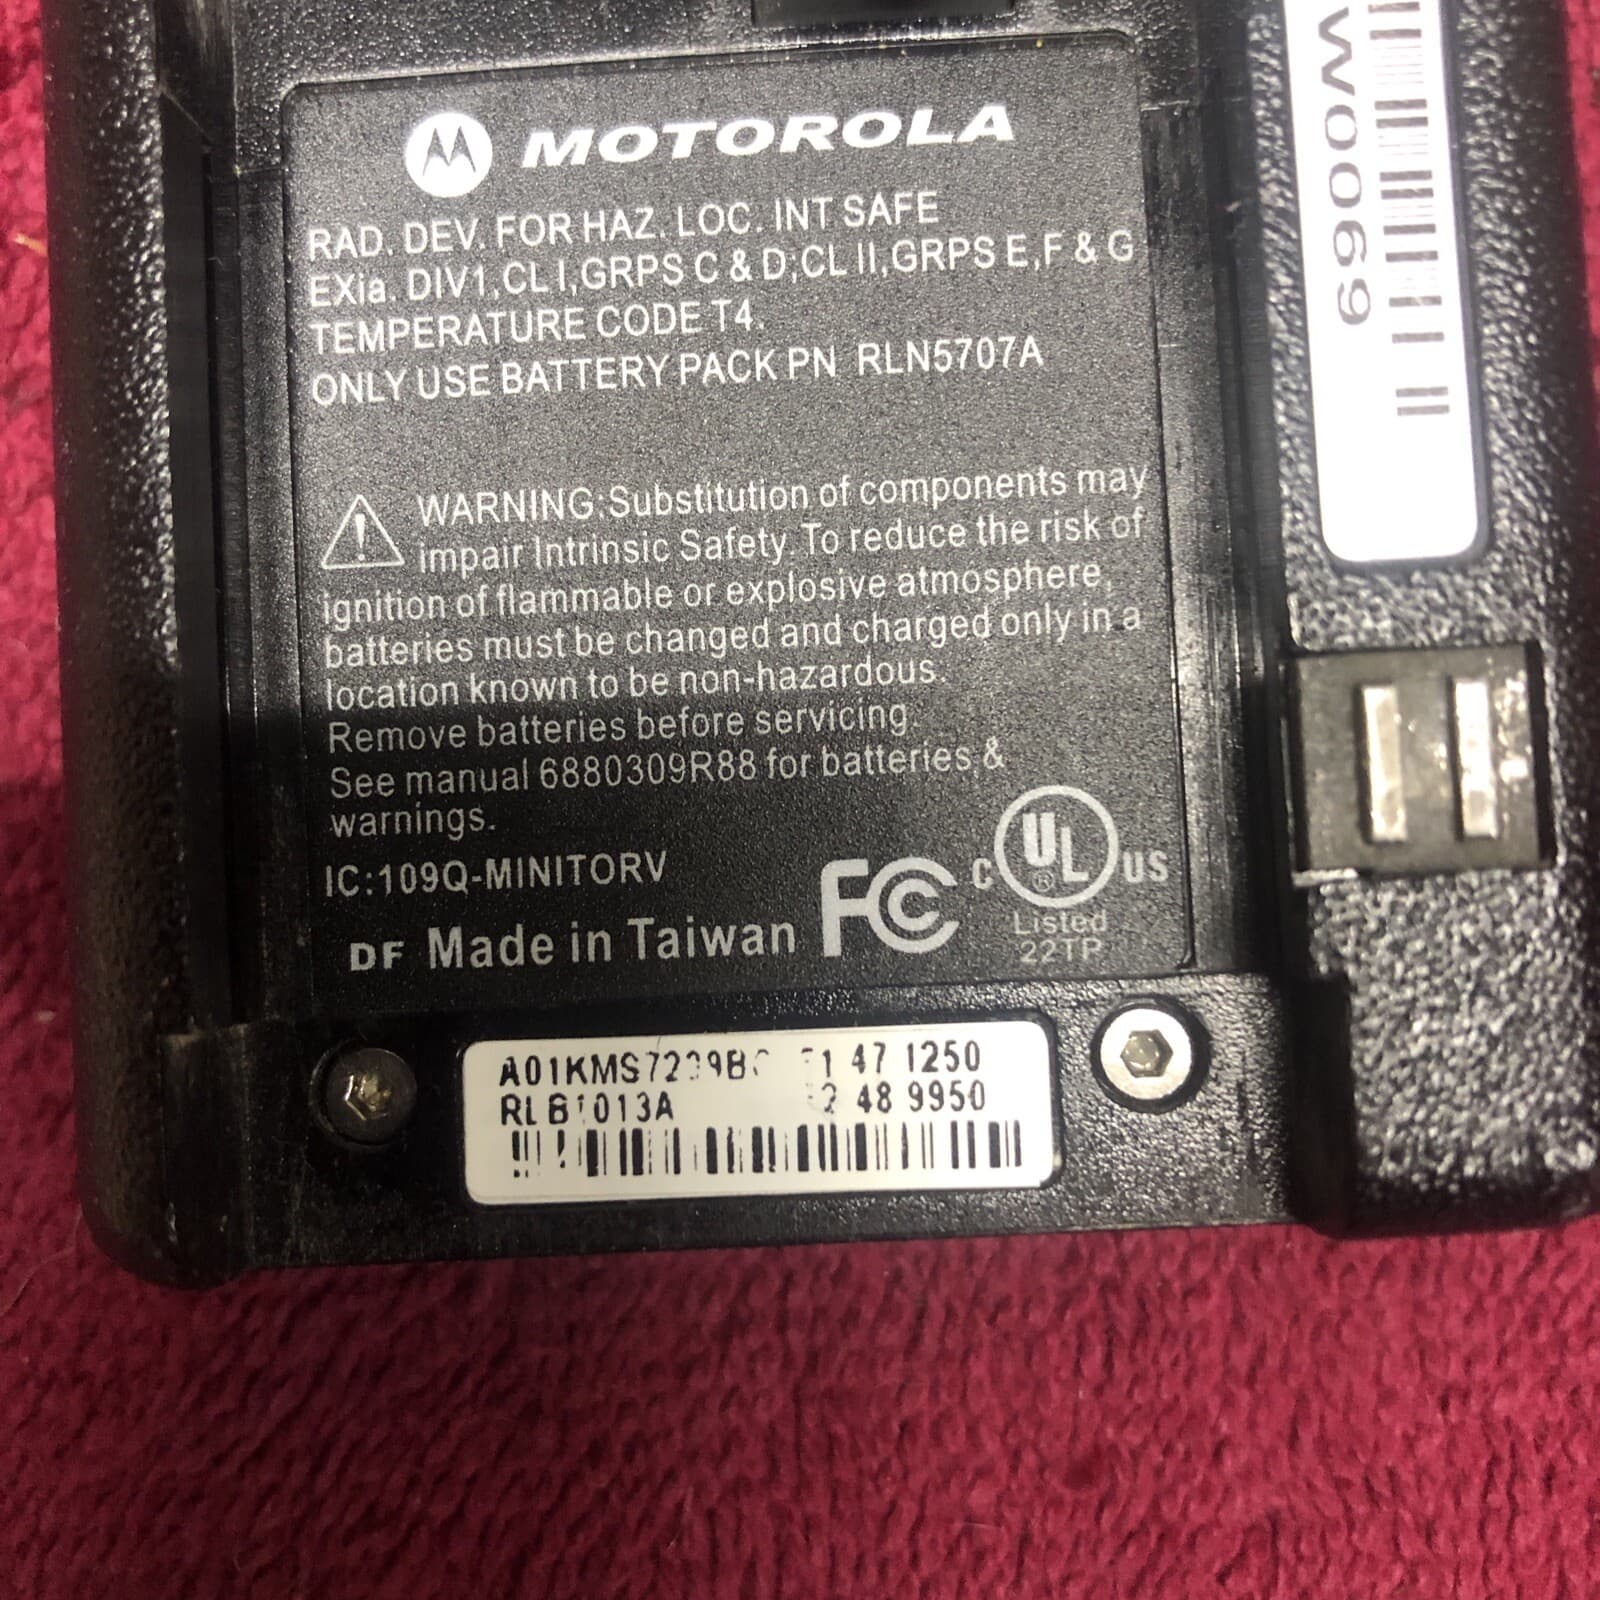 MOTOROLA
RAD. DEV. FOR HAZ. LOC. INT SAFE
EXia. DIV1,CL I,GRPS C & D;CL II,GRPS E,F & G
TEMPERATURE CODE T4.
ONLY USE BATTERY PACK PN RLN5707A
WARNING:Substitution of components may
impair Intrinsic Safety. To reduce the risk of
ignition of flammable or explosive atmosphere,
batteries must be changed and charged only in a
location known to be non-hazardous.
Remove batteries before servicing.
See manual 6880309R88 for batteries &
warnings.
IC:109Q-MINITORV
DF Made in Taiwan
FC
C UL ® US
Listed
22TP
47 1250
RLB1013A 48 9950
W0069